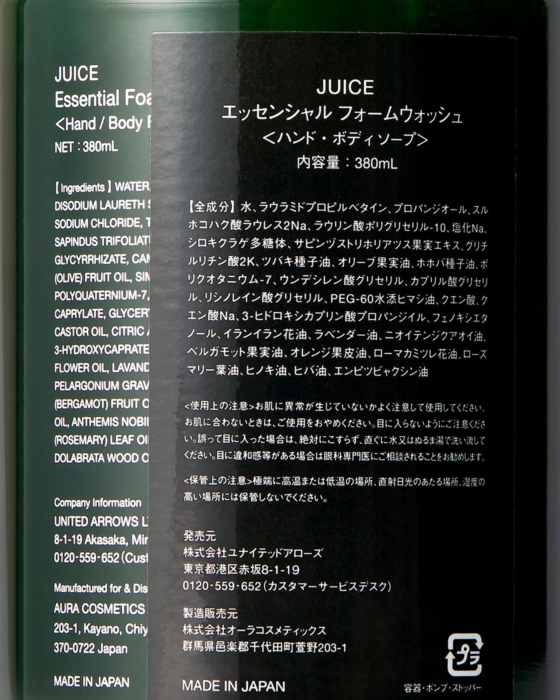 JUICE
Essential Foa
<Hand / Body F
NET : 380mL
[ Ingredients ] WATER,
DISODIUM LAURETH S
SODIUM CHLORIDE, T
SAPINDUS TRIFOLIAT
GLYCYRRHIZATE, CAM
(OLIVE) FRUIT OIL, SIM
POLYQUATERNIUM-7,
CAPRYLATE, GLYCERY
CASTOR OIL, CITRIC A
3-HYDROXYCAPRATE
FLOWER OIL, LAVAND
PELARGONIUM GRAV
(BERGAMOT) FRUIT O
OIL, ANTHEMIS NOBIL
(ROSEMARY) LEAF OI
DOLABRATA WOOD O
Company Information
UNITED ARROWS LT
8-1-19 Akasaka, Min
0120-559-652 (Cust
Manufactured for & Dis
AURA COSMETICS
203-1, Kayano, Chiy
370-0722 Japan
MADE IN JAPAN
JUICE
エッセンシャル フォームウォッシュ
<ハンド・ボディソープ>
内容量：380mL
【全成分】水、ラウラミドプロピルベタイン、プロパンジオール、スル
ホコハク酸ラウレス2Na、ラウリン酸ポリグリセリル-10、塩化Na、
シロキクラゲ多糖体、サピンヅストリホリアツス果実エキス、グリチ
ルリチン酸2K、ツバキ種子油、オリーブ果実油、ホホバ種子油、ポ
リクオタニウム-7、ウンデシレン酸グリセリル、カプリル酸グリセリ
ル、リシノレイン酸グリセリル、PEG-60水添ヒマシ油、クエン酸、ク
エン酸Na、3-ヒドロキシカプリン酸プロパンジイル、フェノキシエタ
ノール、イランイラン花油、ラベンダー油、ニオイテンジクアオイ油、
ベルガモット果実油、オレンジ果皮油、ローマカミツレ花油、ローズ
マリー葉油、ヒノキ油、ヒバ油、エンピツビャクシン油
<使用上の注意>お肌に異常が生じていないかよく注意して使用してください。
お肌に合わないときは、ご使用をおやめください。目に入らないようにご注意くださ
い。誤って目に入った場合は、絶対にこすらず、直ぐに水又はぬるま湯で洗い流して
ください。目に違和感等がある場合は眼科専門医にご相談されることをお勧めします。
<保管上の注意>極端に高温または低温の場所、直射日光のあたる場所、湿度の
高い場所には保管しないでください。
発売元
株式会社ユナイテッドアローズ
東京都港区赤坂8-1-19
0120-559-652(カスタマーサービスデスク)
製造販売元
株式会社オーラコスメティックス
群馬県邑楽郡千代田町萱野203-1
MADE IN JAPAN
プラ
容器・ポンプ・ストッパー